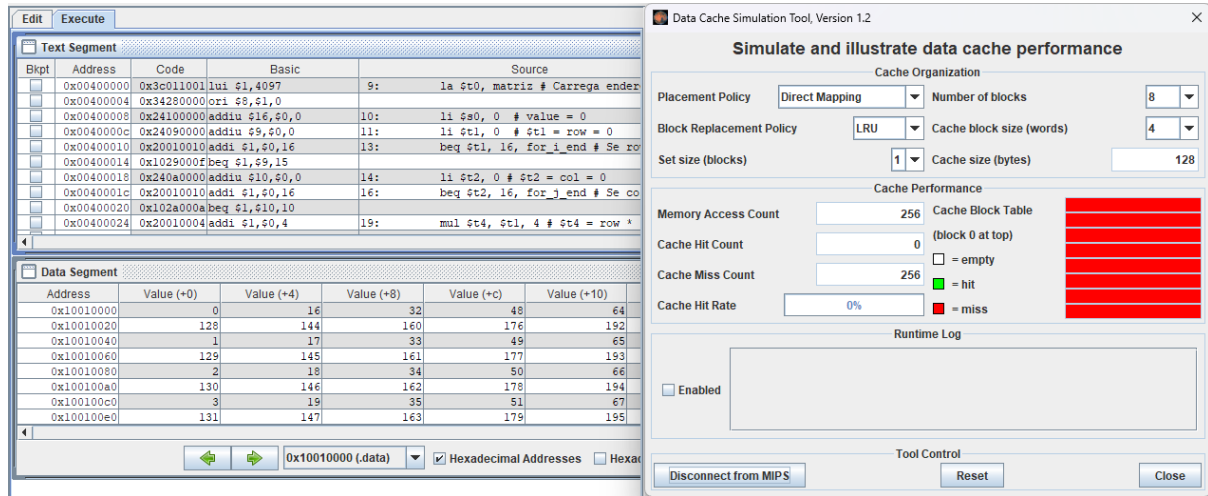 Edit Execute
Text Segment
Bkpt Address Code Basic Source
0x00400000 0x3c011001 lui $1,4097 9: la $t0, matriz # Carrega ender
0x00400004 0x34280000 ori $8,$1,0
0x00400008 0x24100000 addiu $16,$0,0 10: li $s0, 0 # value = 0
0x0040000c 0x24090000 addiu $9,$0,0 11: li $t1, 0 # $t1 = row = 0
0x00400010 0x20010010 addi $1,$0,16 13: beq $t1, 16, for_i_end # Se ro
0x00400014 0x1029000f beq $1,$9,15
0x00400018 0x240a0000 addiu $10,$0,0 14: li $t2, 0 # $t2 = col = 0
0x0040001c 0x20010010 addi $1,$0,16 16: beq $t2, 16, for_j_end # Se co
0x00400020 0x102a000a beq $1,$10,10
0x00400024 0x20010004 addi $1,$0,4 19: mul $t4, $t1, 4 # $t4 = row *
Data Segment
Address Value (+0) Value (+4) Value (+8) Value (+c) Value (+10)
0x10010000 0 16 32 48 64
0x10010020 128 144 160 176 192
0x10010040 1 17 33 49 65
0x10010060 129 145 161 177 193
0x10010080 2 18 34 50 66
0x100100a0 130 146 162 178 194
0x100100c0 3 19 35 51 67
0x100100e0 131 147 163 179 195
0x10010000 (.data) Hexadecimal Addresses Hexa
Data Cache Simulation Tool, Version 1.2
Simulate and illustrate data cache performance
Cache Organization
Placement Policy Direct Mapping Number of blocks 8
Block Replacement Policy LRU Cache block size (words) 4
Set size (blocks) 1 Cache size (bytes) 128
Cache Performance
Memory Access Count 256 Cache Block Table
(block 0 at top)
Cache Hit Count 0
= empty
Cache Miss Count 256
= hit
Cache Hit Rate 0%
= miss
Runtime Log
Enabled
Tool Control
Disconnect from MIPS Reset Close